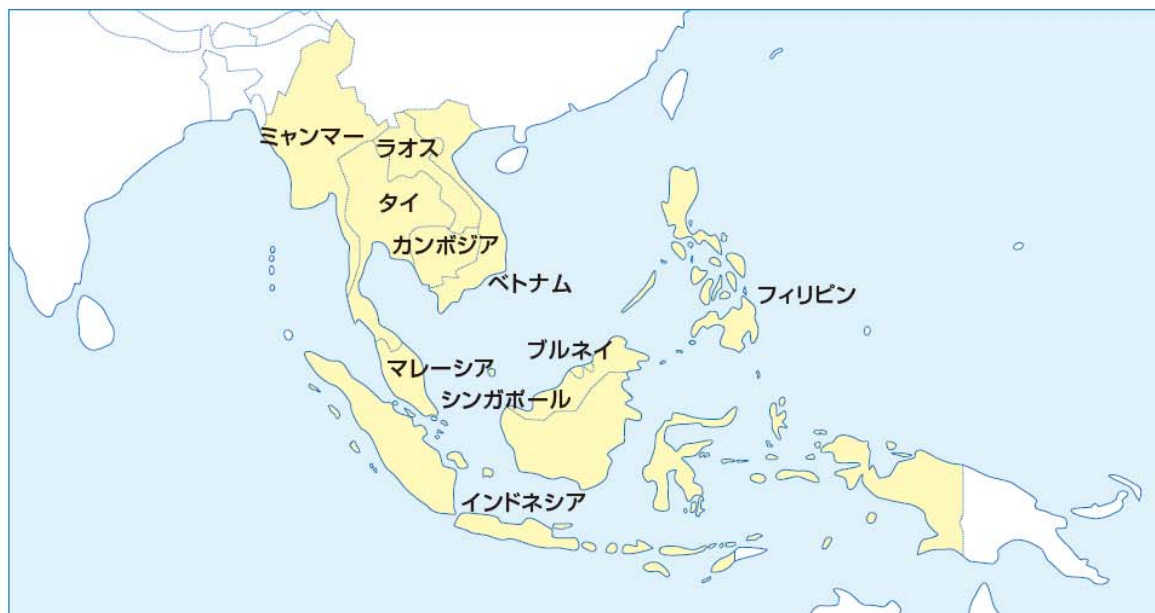 ミャンマー
ラオス
タイ
カンボジア
ベトナム
フィリピン
ブルネイ
マレーシア
シンガポール
インドネシア